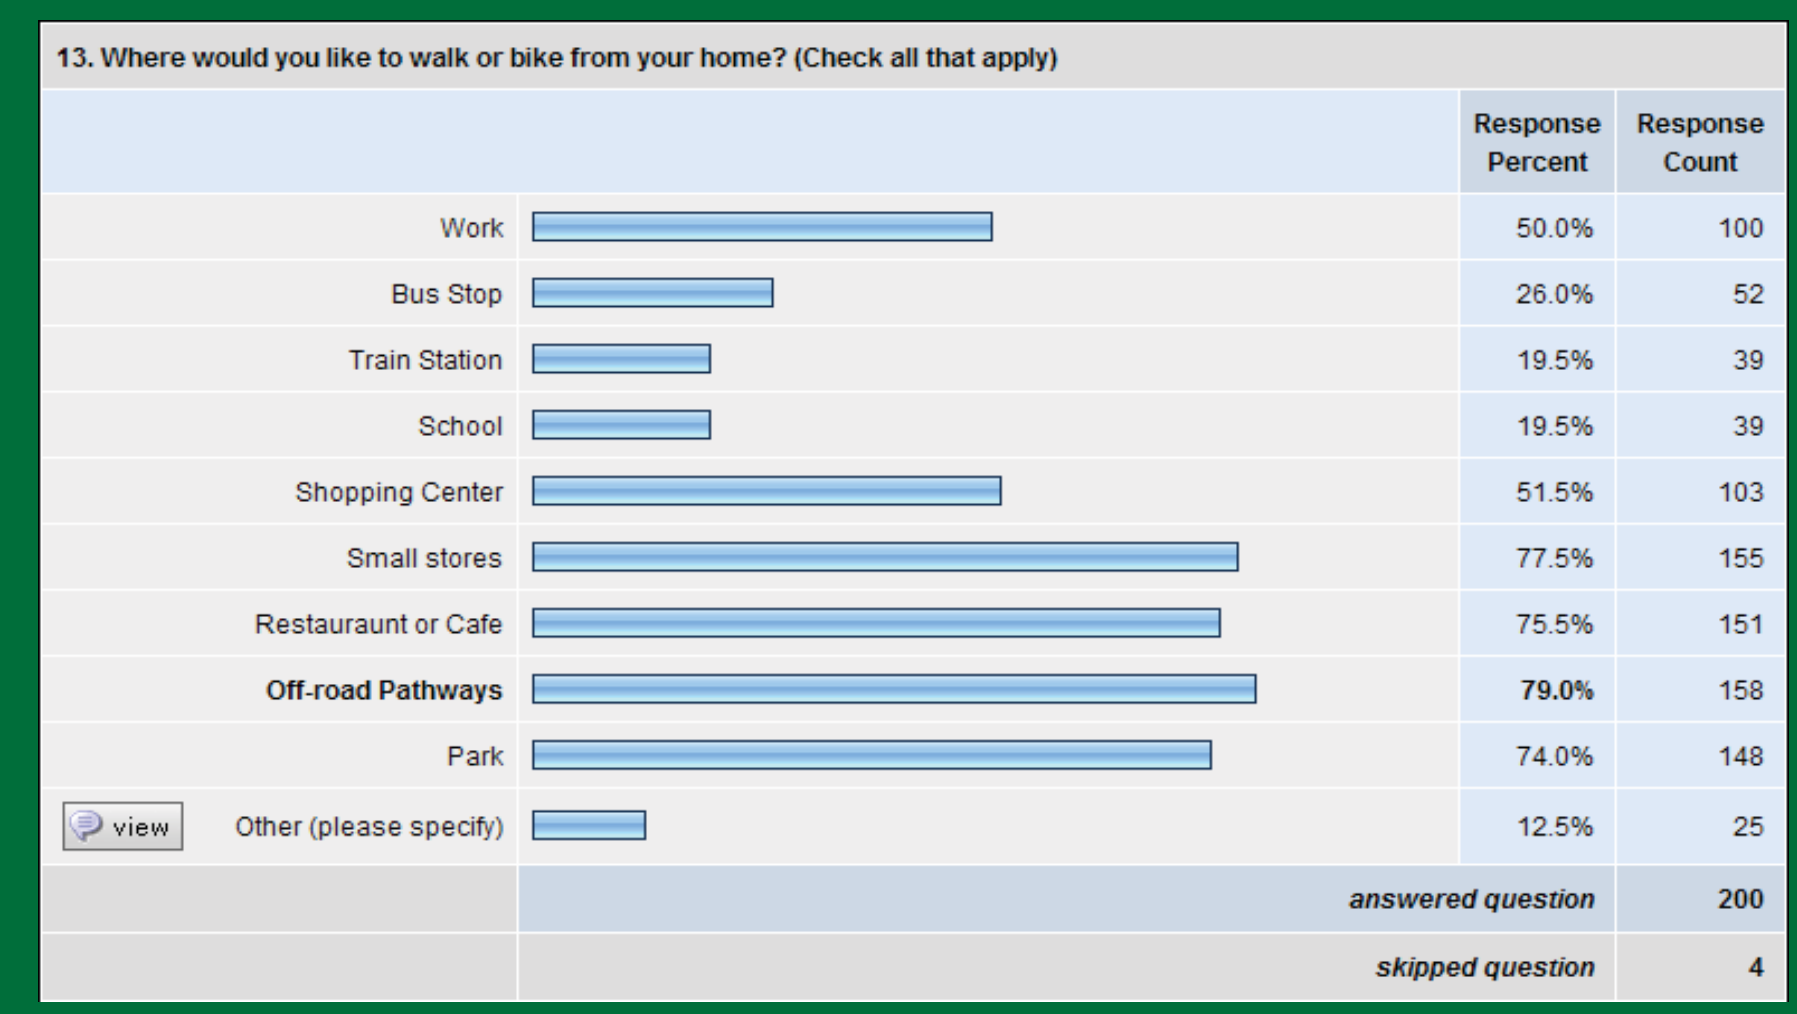 13. Where would you like to walk or bike from your home? (Check all that apply)
Response Percent Response Count
Work 50.0% 100
Bus Stop 26.0% 52
Train Station 19.5% 39
School 19.5% 39
Shopping Center 51.5% 103
Small stores 77.5% 155
Restauraunt or Cafe 75.5% 151
Off-road Pathways 79.0% 158
Park 74.0% 148
view Other (please specify) 12.5% 25
answered question 200
skipped question 4